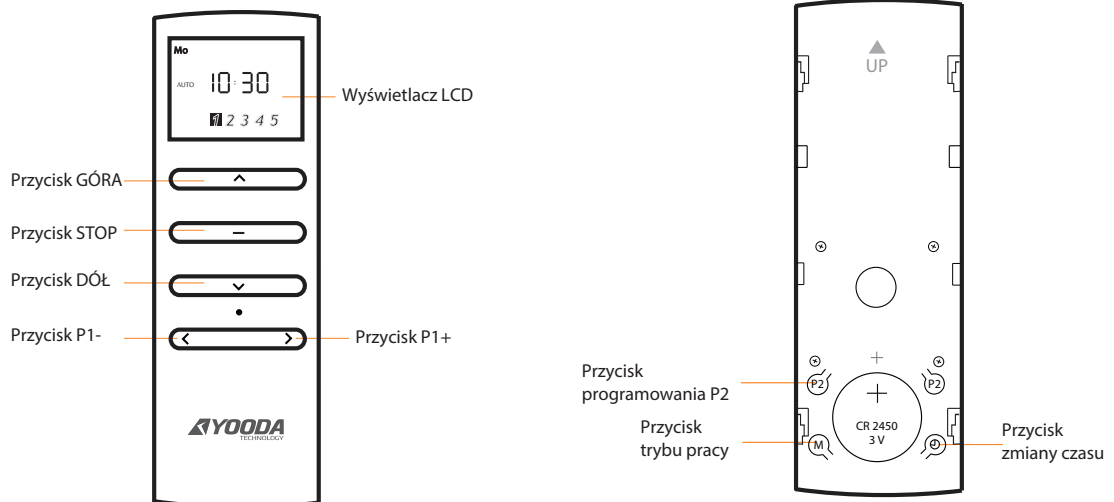 Mo
AUTO 10:30
1 2 3 4 5
Wyświetlacz LCD
Przycisk GÓRA
Przycisk STOP
Przycisk DÓŁ
Przycisk P1-
Przycisk P1+
YOODA
TECHNOLOGY
UP
Przycisk
programowania P2
P2
P2
CR 2450
3 V
Przycisk
trybu pracy
M
Przycisk
zmiany czasu